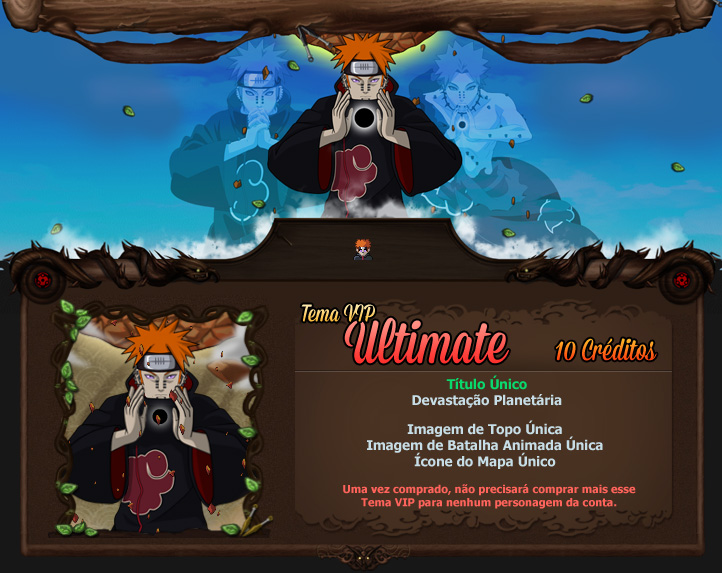 Tema VIP
Ultimate
10 Créditos
Título Único
Devastação Planetária
Imagem de Topo Única
Imagem de Batalha Animada Única
Ícone do Mapa Único
Uma vez comprado, não precisará comprar mais esse
Tema VIP para nenhum personagem da conta.